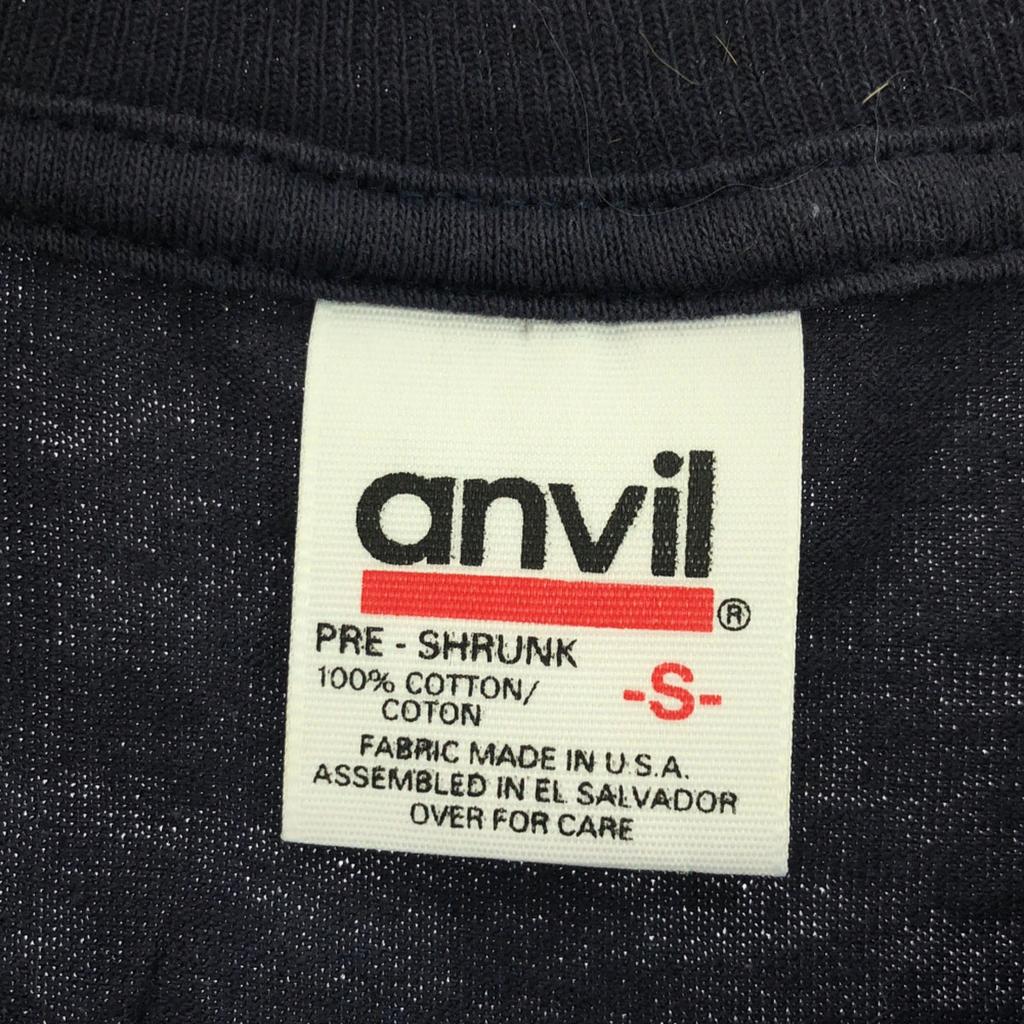 anvil
®
PRE - SHRUNK
100% COTTON/
COTON
-S-
FABRIC MADE IN U.S.A.
ASSEMBLED IN EL SALVADOR
OVER FOR CARE